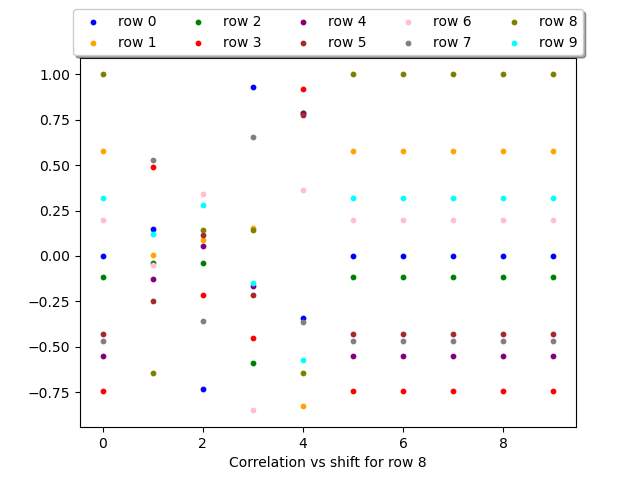 row 0 row 2 row 4 row 6 row 8
row 1 row 3 row 5 row 7 row 9
1.00
0.75
0.50
0.25
0.00
−0.25
−0.50
−0.75
0 2 4 6 8
Correlation vs shift for row 8